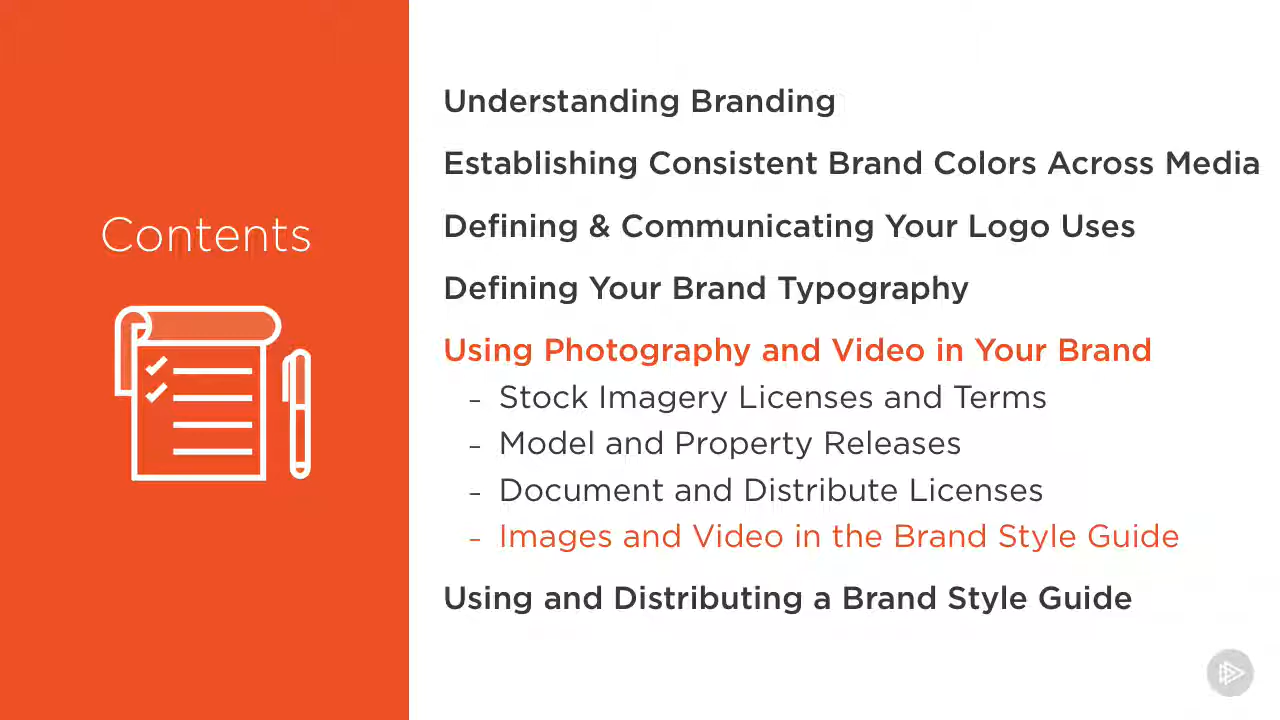 Contents
Understanding Branding
Establishing Consistent Brand Colors Across Media
Defining & Communicating Your Logo Uses
Defining Your Brand Typography
Using Photography and Video in Your Brand
– Stock Imagery Licenses and Terms
– Model and Property Releases
– Document and Distribute Licenses
– Images and Video in the Brand Style Guide
Using and Distributing a Brand Style Guide